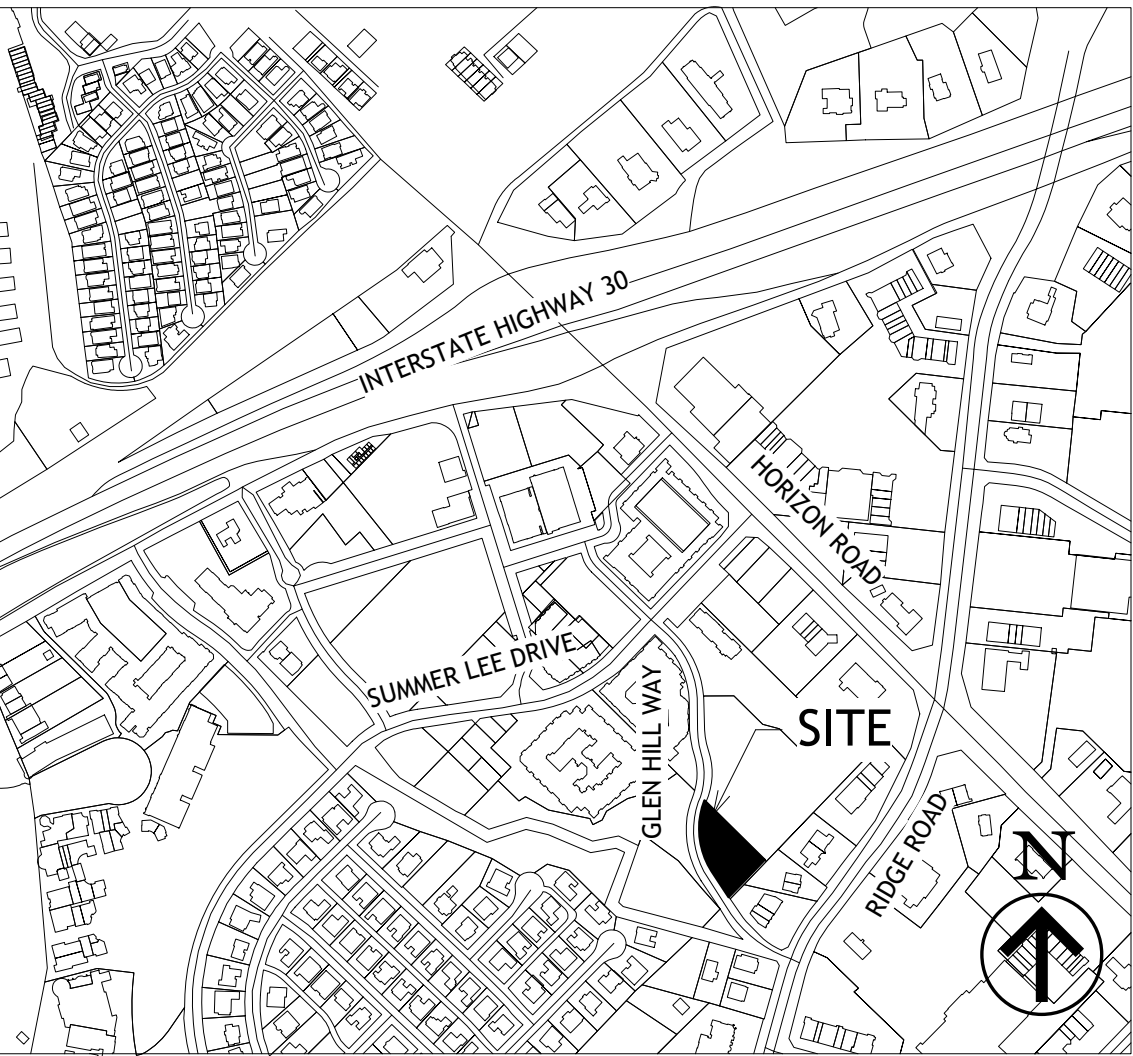 INTERSTATE HIGHWAY 30
HORIZON ROAD
SUMMER LEE DRIVE
GLEN HILL WAY
SITE
RIDGE ROAD
N